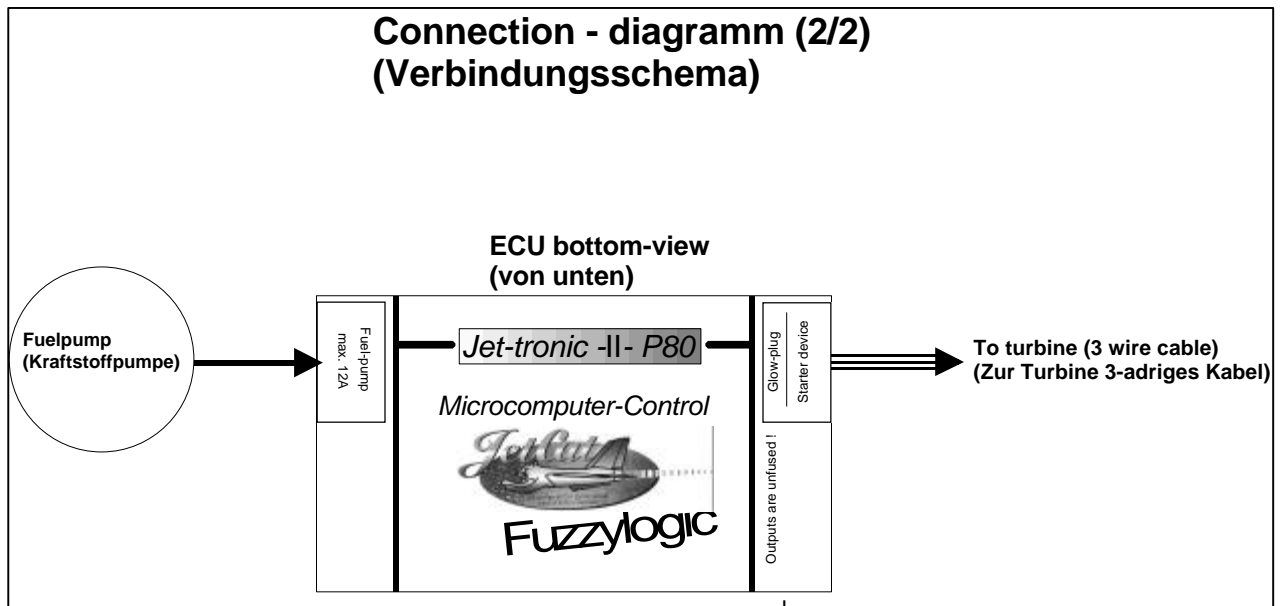 Connection - diagramm (2/2)
(Verbindungsschema)
ECU bottom-view
(von unten)
Fuelpump
(Kraftstoffpumpe)
Fuel-pump
max. 12A
Jet-tronic -II- P80
Microcomputer-Control
JetCat
Fuzzylogic
Glow-plug
Starter device
Outputs are unfused !
To turbine (3 wire cable)
(Zur Turbine 3-adriges Kabel)